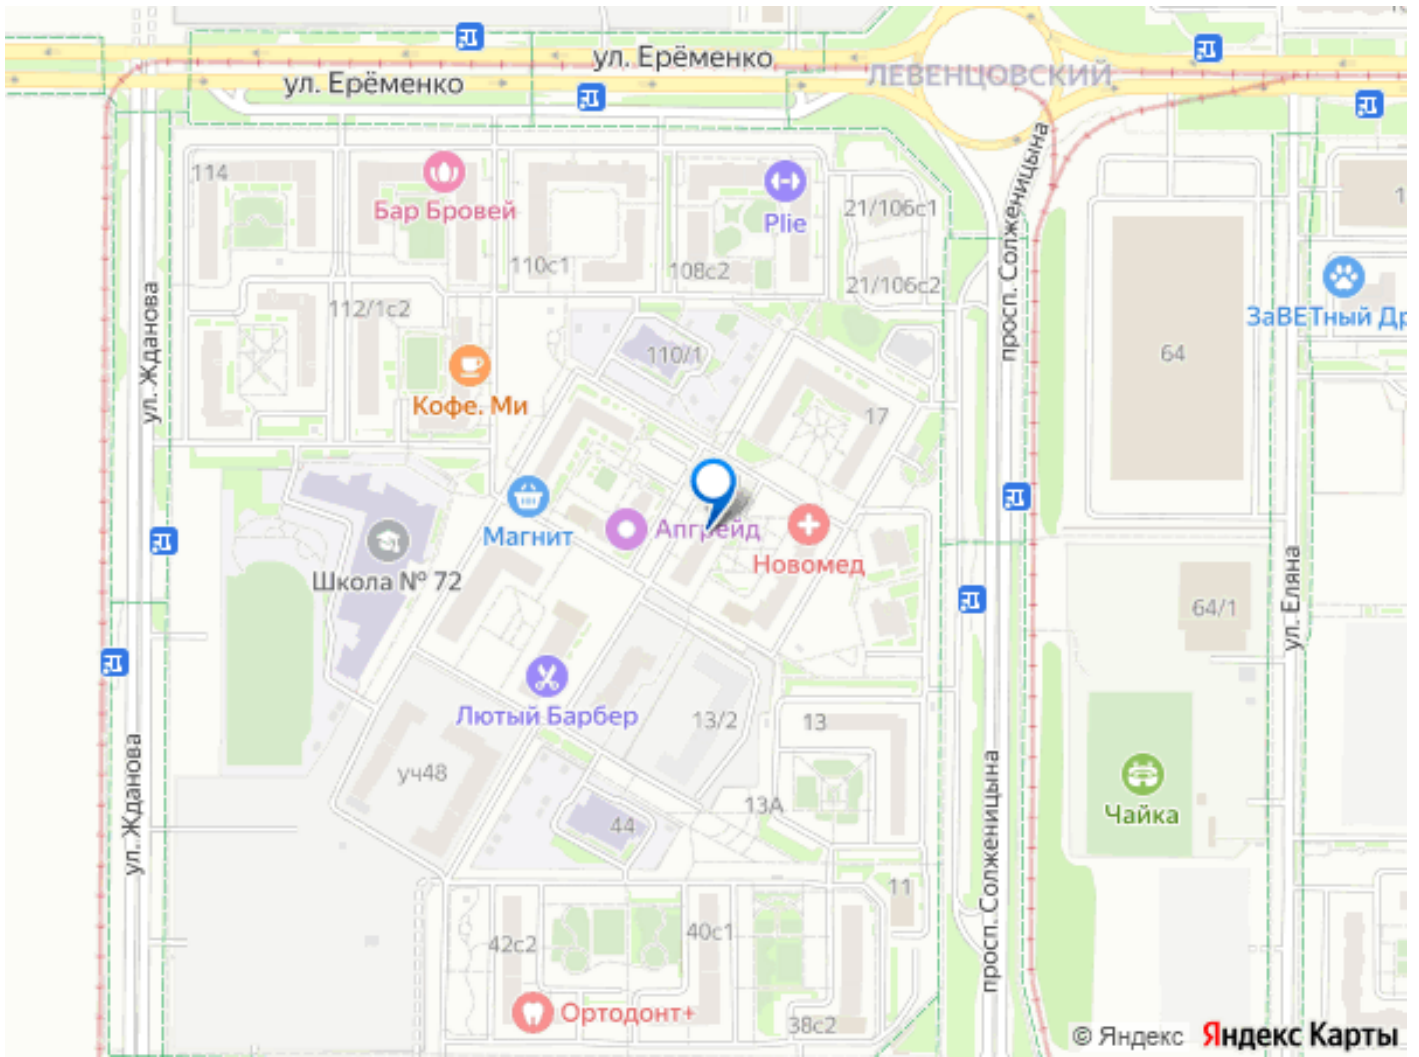 ул. Ерёменко
ул. Ерёменко
ЛЕВЕНЦОВСКИЙ
114
Бар Бровей
Plie
21/106с1
просп. Солженицына
110с1
108с2
21/106с2
ул. Жданова
112/1с2
ЗаВЕТный Др
110/1
64
Кофе. Ми
17
Магнит
Апгрейд
Новомед
Школа № 72
64/1
ул. Еляна
Лютый Барбер
13/2
13
уч48
13А
Чайка
ул. Жданова
44
просп. Солженицына
11
42с2
40с1
Ортодонт+
38с2
© Яндекс Яндекс Карты